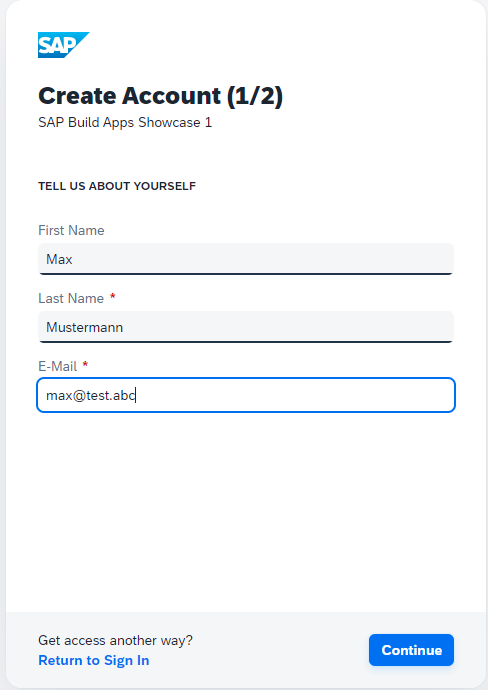 SAP
Create Account (1/2)
SAP Build Apps Showcase 1
TELL US ABOUT YOURSELF
First Name
Max
Last Name *
Mustermann
E-Mail *
max@test.abc
Get access another way?
Return to Sign In
Continue